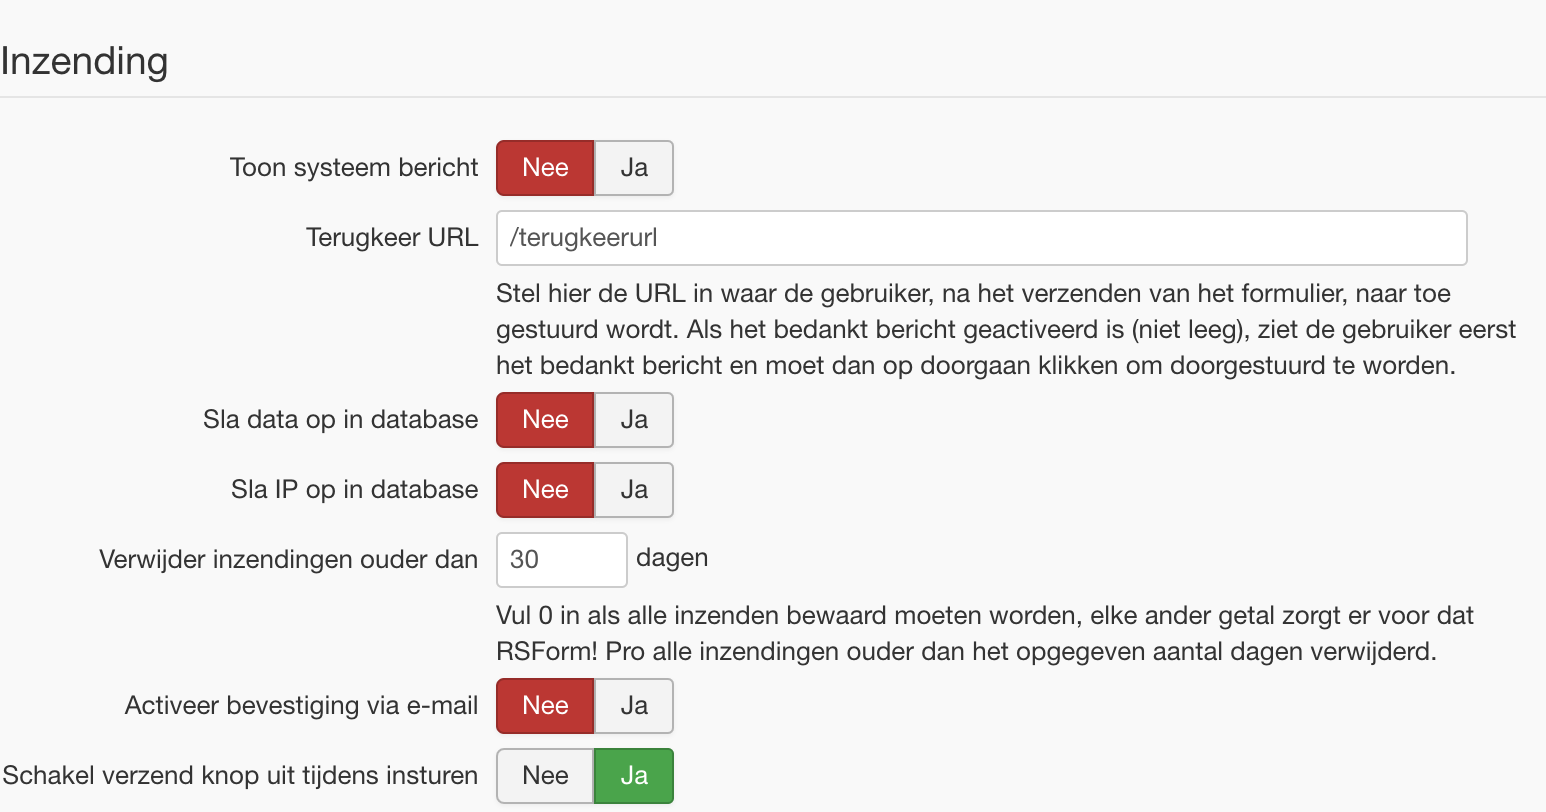 Inzending
Toon systeem bericht Nee Ja
Terugkeer URL /terugkeerurl
Stel hier de URL in waar de gebruiker, na het verzenden van het formulier, naar toe
gestuurd wordt. Als het bedankt bericht geactiveerd is (niet leeg), ziet de gebruiker eerst
het bedankt bericht en moet dan op doorgaan klikken om doorgestuurd te worden.
Sla data op in database Nee Ja
Sla IP op in database Nee Ja
Verwijder inzendingen ouder dan 30 dagen
Vul 0 in als alle inzenden bewaard moeten worden, elke ander getal zorgt er voor dat
RSForm! Pro alle inzendingen ouder dan het opgegeven aantal dagen verwijderd.
Activeer bevestiging via e-mail Nee Ja
Schakel verzend knop uit tijdens insturen Nee Ja